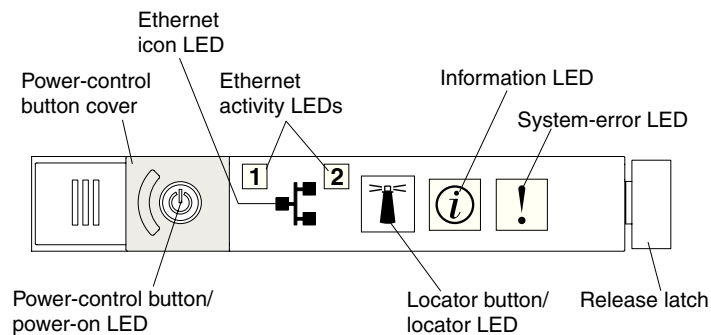 Ethernet
icon LED
Power-control
button cover
Ethernet
activity LEDs
Information LED
System-error LED
1
2
i
!
Power-control button/
power-on LED
Locator button/
locator LED
Release latch